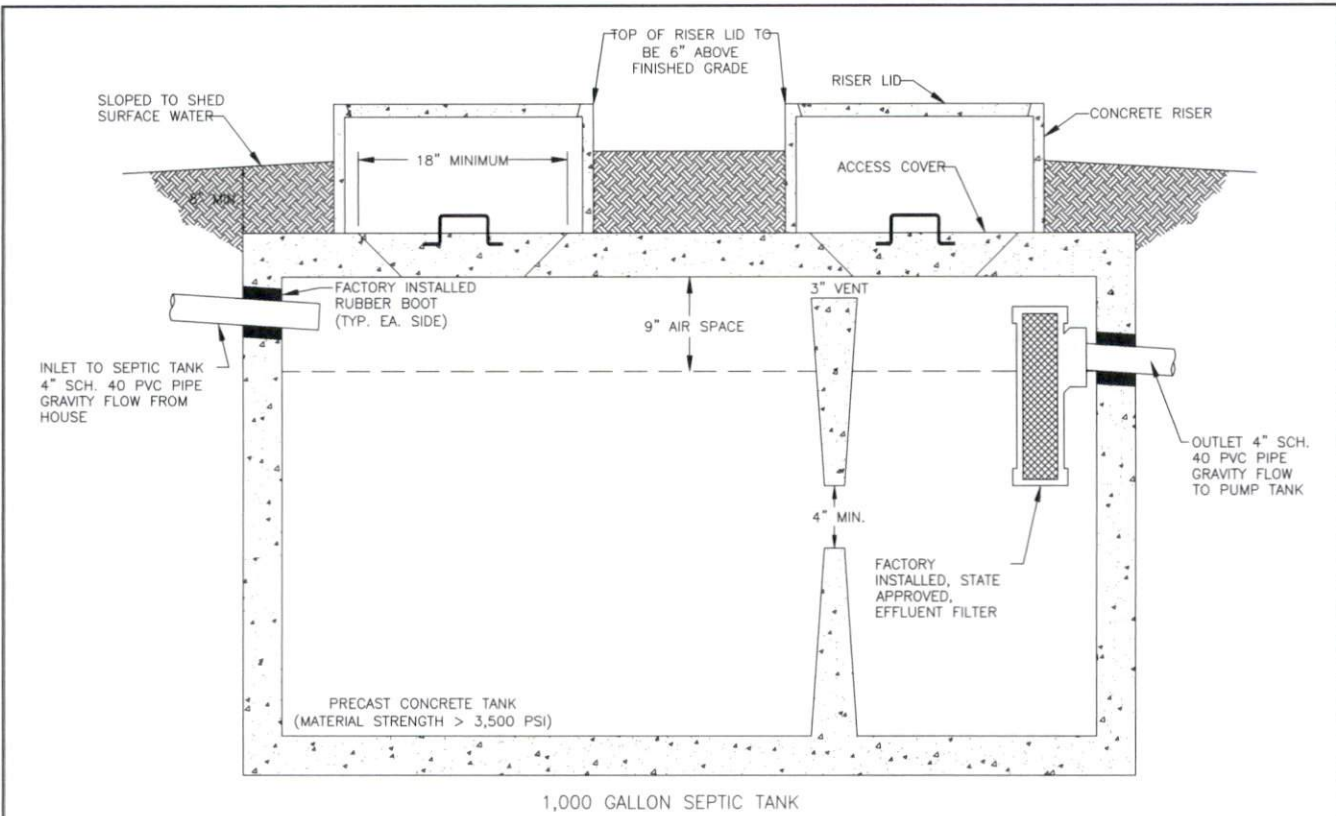 TOP OF RISER LID TO
BE 6" ABOVE
FINISHED GRADE
RISER LID
SLOPED TO SHED
SURFACE WATER
CONCRETE RISER
18" MINIMUM
ACCESS COVER
8" MIN.
FACTORY INSTALLED
RUBBER BOOT
(TYP. EA. SIDE)
3" VENT
9" AIR SPACE
INLET TO SEPTIC TANK
4" SCH. 40 PVC PIPE
GRAVITY FLOW FROM
HOUSE
OUTLET 4" SCH.
40 PVC PIPE
GRAVITY FLOW
TO PUMP TANK
4" MIN.
FACTORY
INSTALLED, STATE
APPROVED,
EFFLUENT FILTER
PRECAST CONCRETE TANK
(MATERIAL STRENGTH > 3,500 PSI)
1,000 GALLON SEPTIC TANK